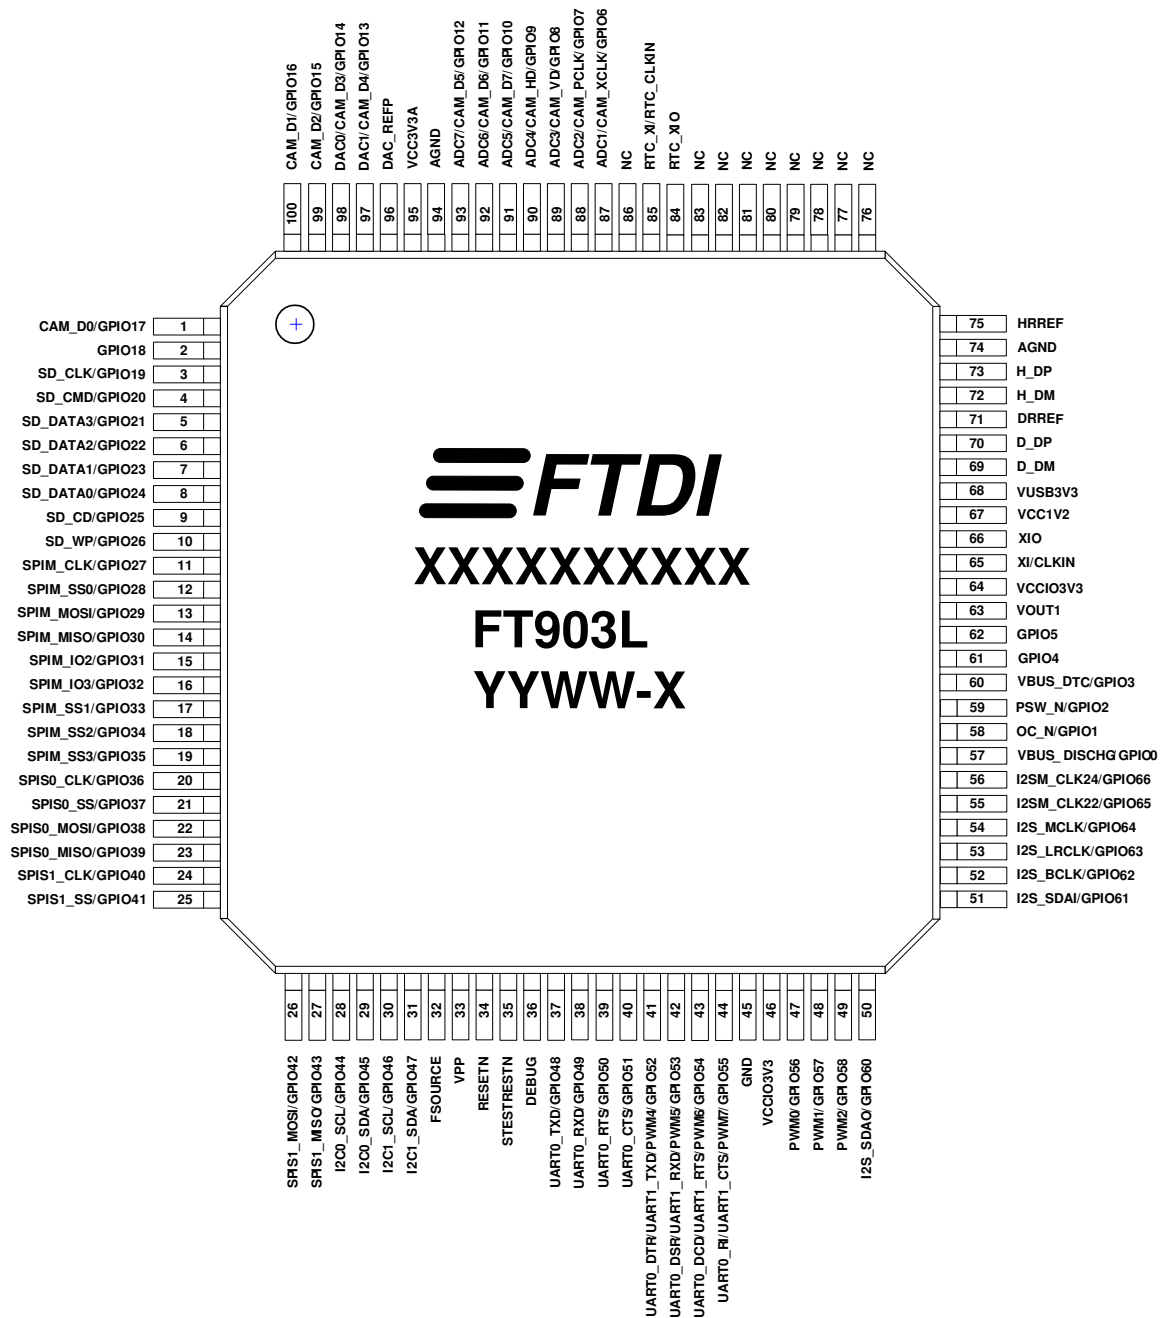 CAM_D1/GPIO16
CAM_D2/GPIO15
DAC0/CAM_D3/GPIO14
DAC1/CAM_D4/GPIO13
DAC_REFP
VCC3V3A
AGND
ADC7/CAM_D5/GPIO12
ADC6/CAM_D6/GPIO11
ADC5/CAM_D7/GPIO10
ADC4/CAM_HD/GPIO9
ADC3/CAM_VD/GPIO8
ADC2/CAM_PCLK/GPIO7
ADC1/CAM_XCLK/GPIO6
NC
RTC_XI/RTC_CLKIN
RTC_XIO
NC
NC
NC
NC
NC
NC
NC
NC
100
99
98
97
96
95
94
93
92
91
90
89
88
87
86
85
84
83
82
81
80
79
78
77
76
CAM_D0/GPIO17 1
GPIO18 2
SD_CLK/GPIO19 3
SD_CMD/GPIO20 4
SD_DATA3/GPIO21 5
SD_DATA2/GPIO22 6
SD_DATA1/GPIO23 7
SD_DATA0/GPIO24 8
SD_CD/GPIO25 9
SD_WP/GPIO26 10
SPIM_CLK/GPIO27 11
SPIM_SS0/GPIO28 12
SPIM_MOSI/GPIO29 13
SPIM_MISO/GPIO30 14
SPIM_IO2/GPIO31 15
SPIM_IO3/GPIO32 16
SPIM_SS1/GPIO33 17
SPIM_SS2/GPIO34 18
SPIM_SS3/GPIO35 19
SPIS0_CLK/GPIO36 20
SPIS0_SS/GPIO37 21
SPIS0_MOSI/GPIO38 22
SPIS0_MISO/GPIO39 23
SPIS1_CLK/GPIO40 24
SPIS1_SS/GPIO41 25
FTDI
XXXXXXXXXX
FT903L
YYWW-X
75 HRREF
74 AGND
73 H_DP
72 H_DM
71 DRREF
70 D_DP
69 D_DM
68 VUSB3V3
67 VCC1V2
66 XIO
65 XI/CLKIN
64 VCCIO3V3
63 VOUT1
62 GPIO5
61 GPIO4
60 VBUS_DTC/GPIO3
59 PSW_N/GPIO2
58 OC_N/GPIO1
57 VBUS_DISCHG/GPIO0
56 I2SM_CLK24/GPIO66
55 I2SM_CLK22/GPIO65
54 I2S_MCLK/GPIO64
53 I2S_LRCLK/GPIO63
52 I2S_BCLK/GPIO62
51 I2S_SDAI/GPIO61
26
27
28
29
30
31
32
33
34
35
36
37
38
39
40
41
42
43
44
45
46
47
48
49
50
SPIS1_MOSI/GPIO42
SPIS1_MISO/GPIO43
I2C0_SCL/GPIO44
I2C0_SDA/GPIO45
I2C1_SCL/GPIO46
I2C1_SDA/GPIO47
FSOURCE
VPP
RESETN
STESTRESTN
DEBUG
UART0_TXD/GPIO48
UART0_RXD/GPIO49
UART0_RTS/GPIO50
UART0_CTS/GPIO51
UART0_DTR/UART1_TXD/PWM4/GPIO52
UART0_DSR/UART1_RXD/PWM5/GPIO53
UART0_DCD/UART1_RTS/PWM6/GPIO54
UART0_RI/UART1_CTS/PWM7/GPIO55
GND
VCCIO3V3
PWM0/GPIO56
PWM1/GPIO57
PWM2/GPIO58
I2S_SDAO/GPIO60